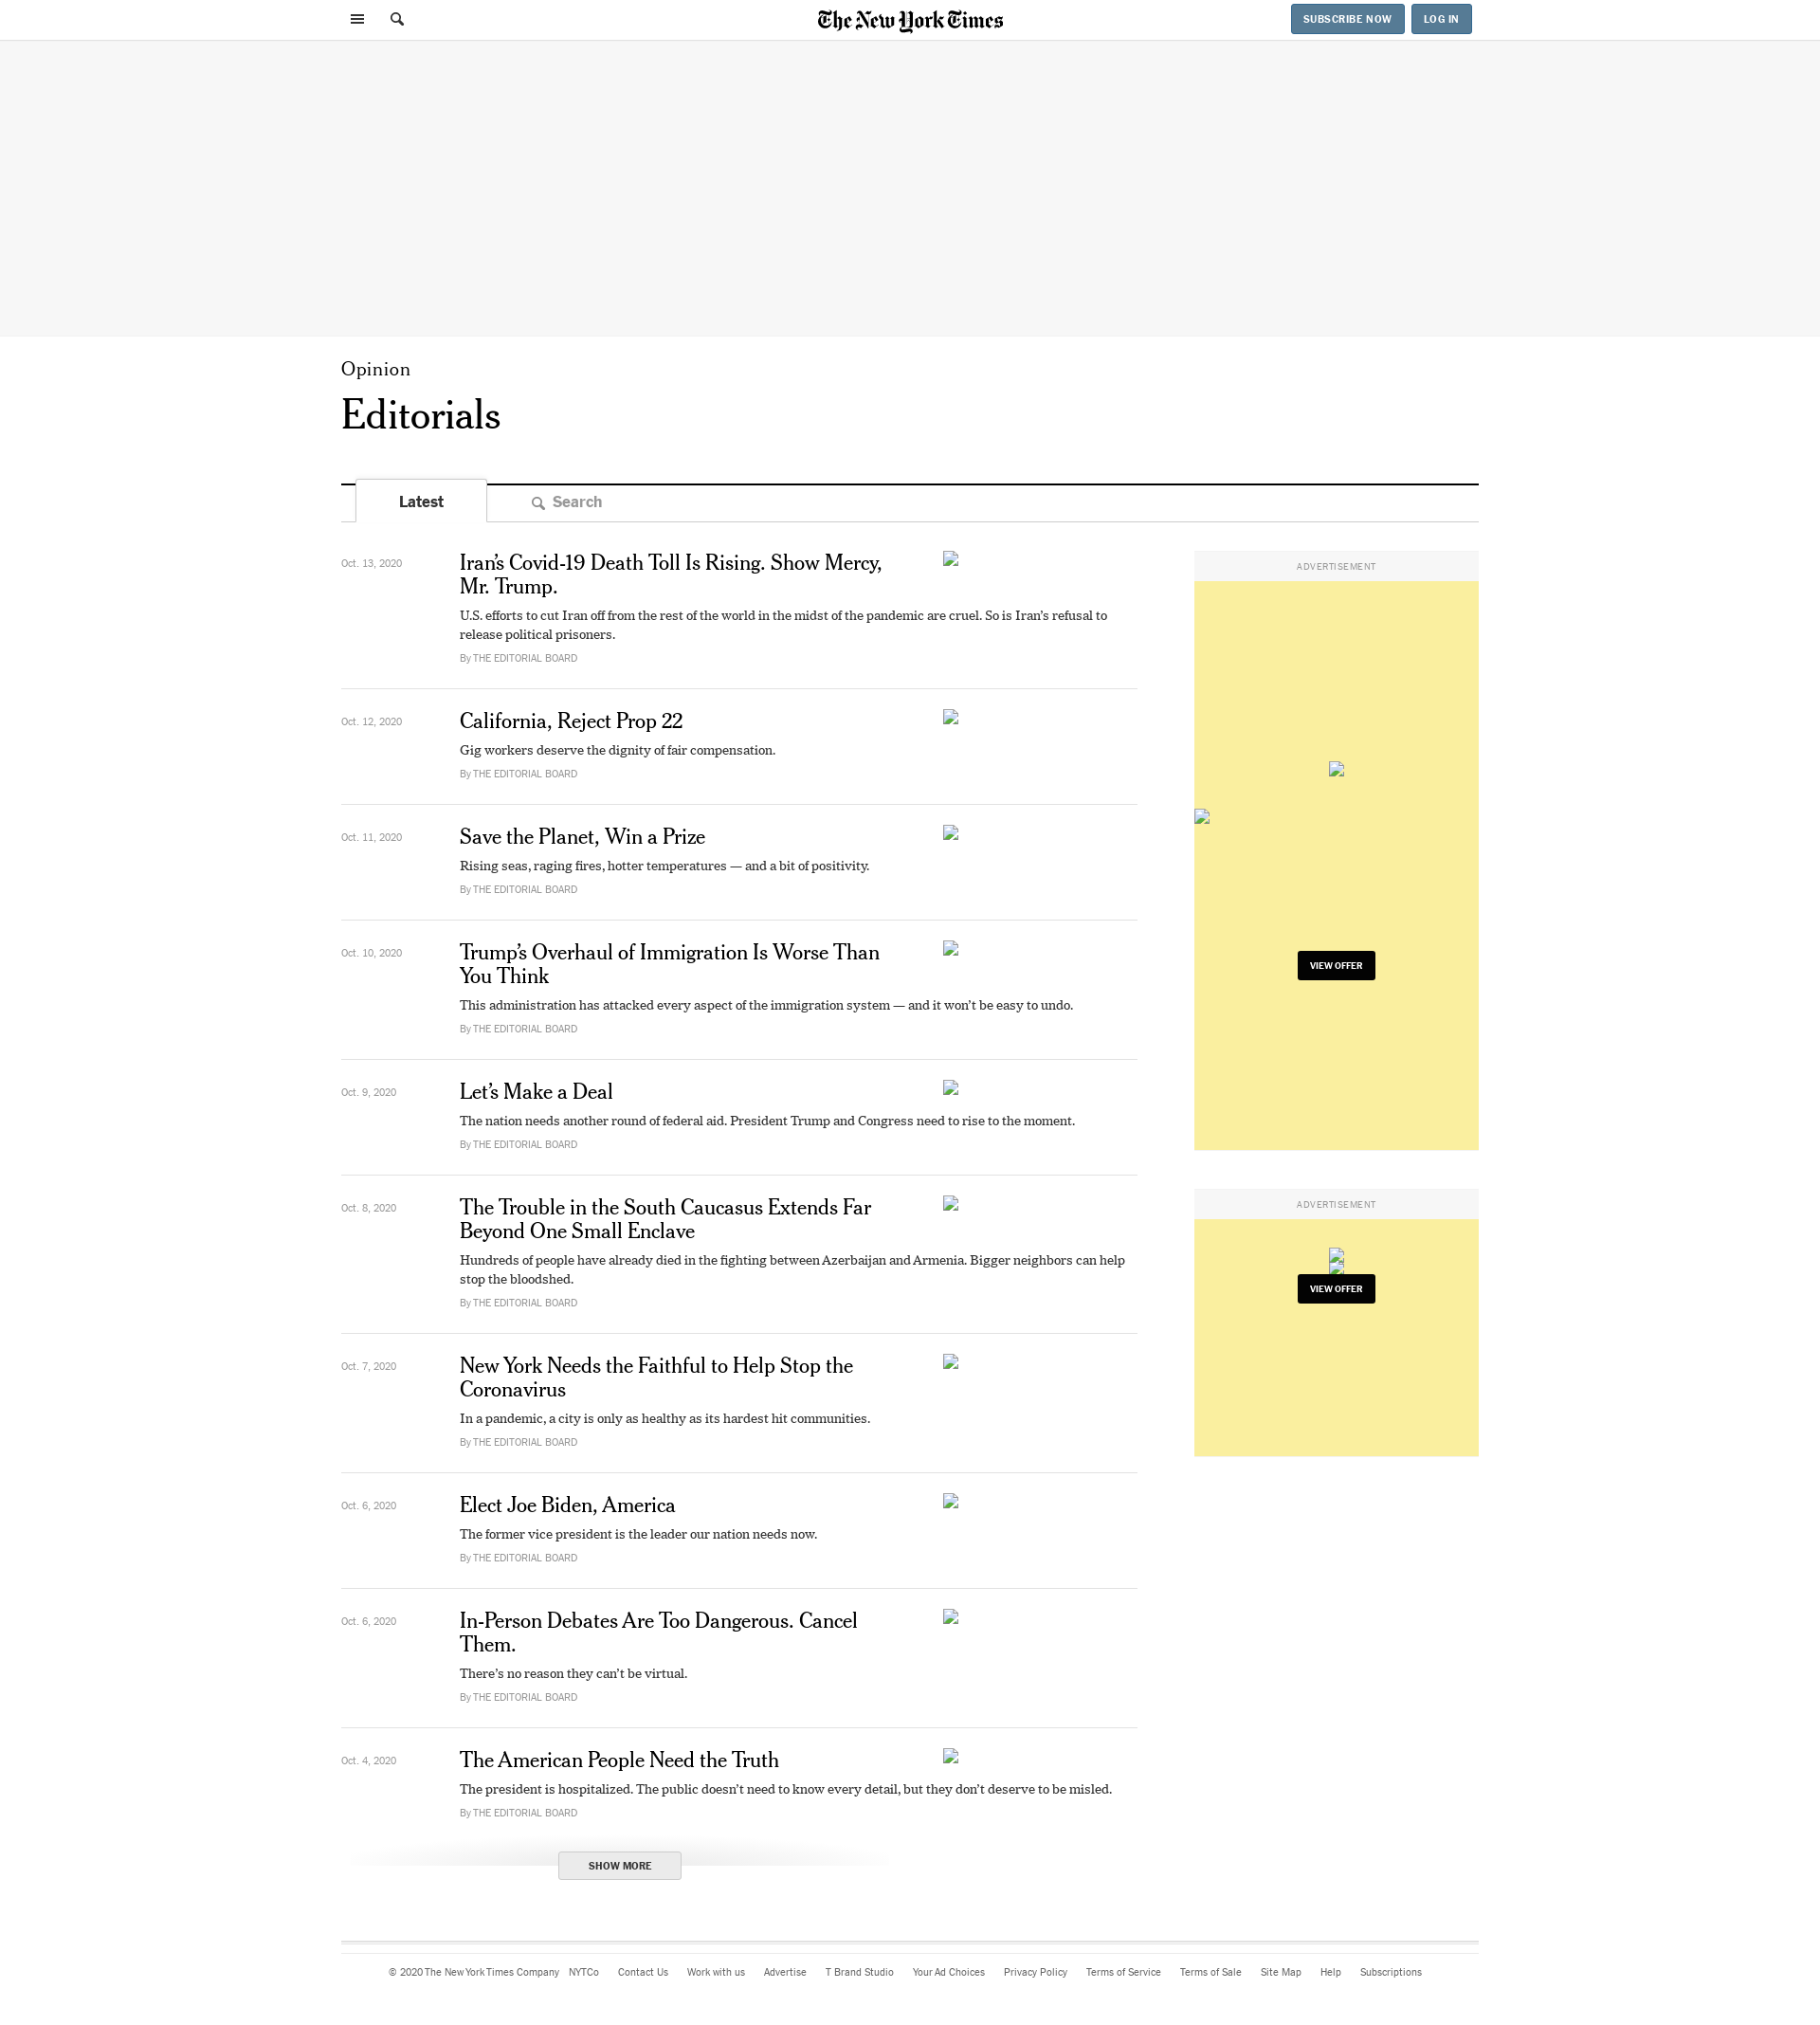 The New York Times
SUBSCRIBE NOW
LOG IN
Opinion
Editorials
Latest
Search
Oct. 13, 2020
Iran’s Covid-19 Death Toll Is Rising. Show Mercy,
Mr. Trump.
U.S. efforts to cut Iran off from the rest of the world in the midst of the pandemic are cruel. So is Iran’s refusal to
release political prisoners.
By THE EDITORIAL BOARD
Oct. 12, 2020
California, Reject Prop 22
Gig workers deserve the dignity of fair compensation.
By THE EDITORIAL BOARD
Oct. 11, 2020
Save the Planet, Win a Prize
Rising seas, raging fires, hotter temperatures — and a bit of positivity.
By THE EDITORIAL BOARD
Oct. 10, 2020
Trump’s Overhaul of Immigration Is Worse Than
You Think
This administration has attacked every aspect of the immigration system — and it won’t be easy to undo.
By THE EDITORIAL BOARD
Oct. 9, 2020
Let’s Make a Deal
The nation needs another round of federal aid. President Trump and Congress need to rise to the moment.
By THE EDITORIAL BOARD
Oct. 8, 2020
The Trouble in the South Caucasus Extends Far
Beyond One Small Enclave
Hundreds of people have already died in the fighting between Azerbaijan and Armenia. Bigger neighbors can help
stop the bloodshed.
By THE EDITORIAL BOARD
Oct. 7, 2020
New York Needs the Faithful to Help Stop the
Coronavirus
In a pandemic, a city is only as healthy as its hardest hit communities.
By THE EDITORIAL BOARD
Oct. 6, 2020
Elect Joe Biden, America
The former vice president is the leader our nation needs now.
By THE EDITORIAL BOARD
Oct. 6, 2020
In-Person Debates Are Too Dangerous. Cancel
Them.
There’s no reason they can’t be virtual.
By THE EDITORIAL BOARD
Oct. 4, 2020
The American People Need the Truth
The president is hospitalized. The public doesn’t need to know every detail, but they don’t deserve to be misled.
By THE EDITORIAL BOARD
SHOW MORE
ADVERTISEMENT
VIEW OFFER
ADVERTISEMENT
VIEW OFFER
© 2020 The New York Times Company NYTCo Contact Us Work with us Advertise T Brand Studio Your Ad Choices Privacy Policy Terms of Service Terms of Sale Site Map Help Subscriptions